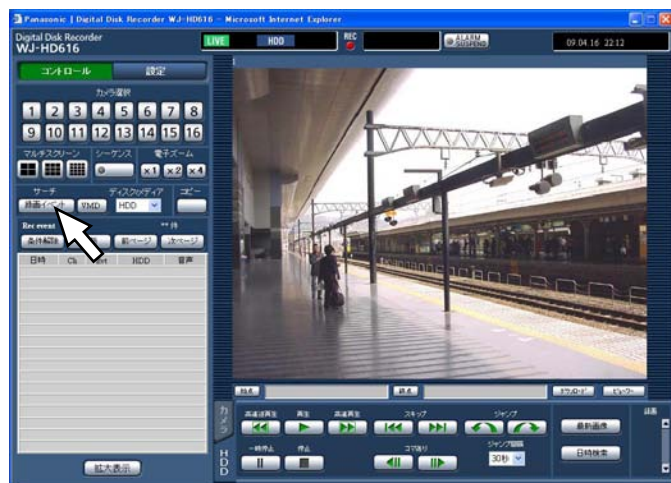 Panasonic | Digital Disk Recorder WJ-HD616 - Microsoft Internet Explorer
Digital Disk Recorder
WJ-HD616
LIVE HDD REC ALARM SUSPEND 09.04.16 22:12
コントロール 設定
カメラ選択
1 2 3 4 5 6 7 8
9 10 11 12 13 14 15 16
マルチスクリーン シーケンス 電子ズーム
x1 x2 x4
サーチ ディスク/メディア コピー
録画イベント VMD HDD
Rec event ** 件
条件解除 前ページ 次ページ
日時 Ch HDD 音声
拡大表示
始点 終点 ダウンロード ビューワー
カメラ
HDD
高速逆再生 再生 高速再生 スキップ ジャンプ
最新画像
一時停止 停止 コマ送り ジャンプ間隔
30秒
日時検索